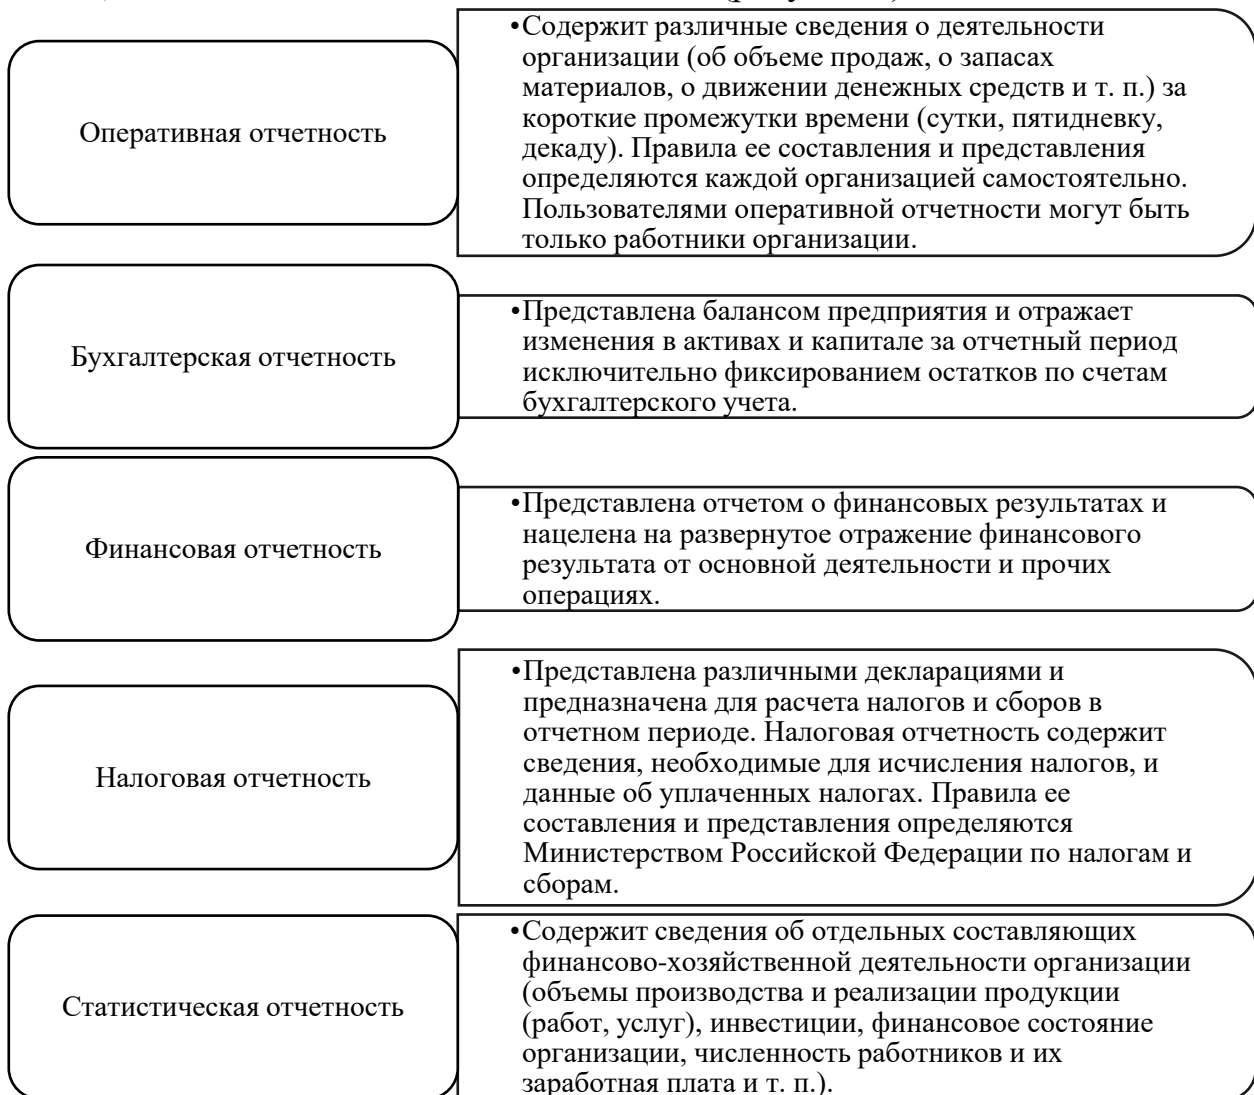 Оперативная отчетность
•Содержит различные сведения о деятельности
организации (об объеме продаж, о запасах
материалов, о движении денежных средств и т. п.) за
короткие промежутки времени (сутки, пятидневку,
декаду). Правила ее составления и представления
определяются каждой организацией самостоятельно.
Пользователями оперативной отчетности могут быть
только работники организации.
Бухгалтерская отчетность
•Представлена балансом предприятия и отражает
изменения в активах и капитале за отчетный период
исключительно фиксированием остатков по счетам
бухгалтерского учета.
Финансовая отчетность
•Представлена отчетом о финансовых результатах и
нацелена на развернутое отражение финансового
результата от основной деятельности и прочих
операциях.
Налоговая отчетность
•Представлена различными декларациями и
предназначена для расчета налогов и сборов в
отчетном периоде. Налоговая отчетность содержит
сведения, необходимые для исчисления налогов, и
данные об уплаченных налогах. Правила ее
составления и представления определяются
Министерством Российской Федерации по налогам и
сборам.
Статистическая отчетность
•Содержит сведения об отдельных составляющих
финансово-хозяйственной деятельности организации
(объемы производства и реализации продукции
(работ, услуг), инвестиции, финансовое состояние
организации, численность работников и их
заработная плата и т. п.).